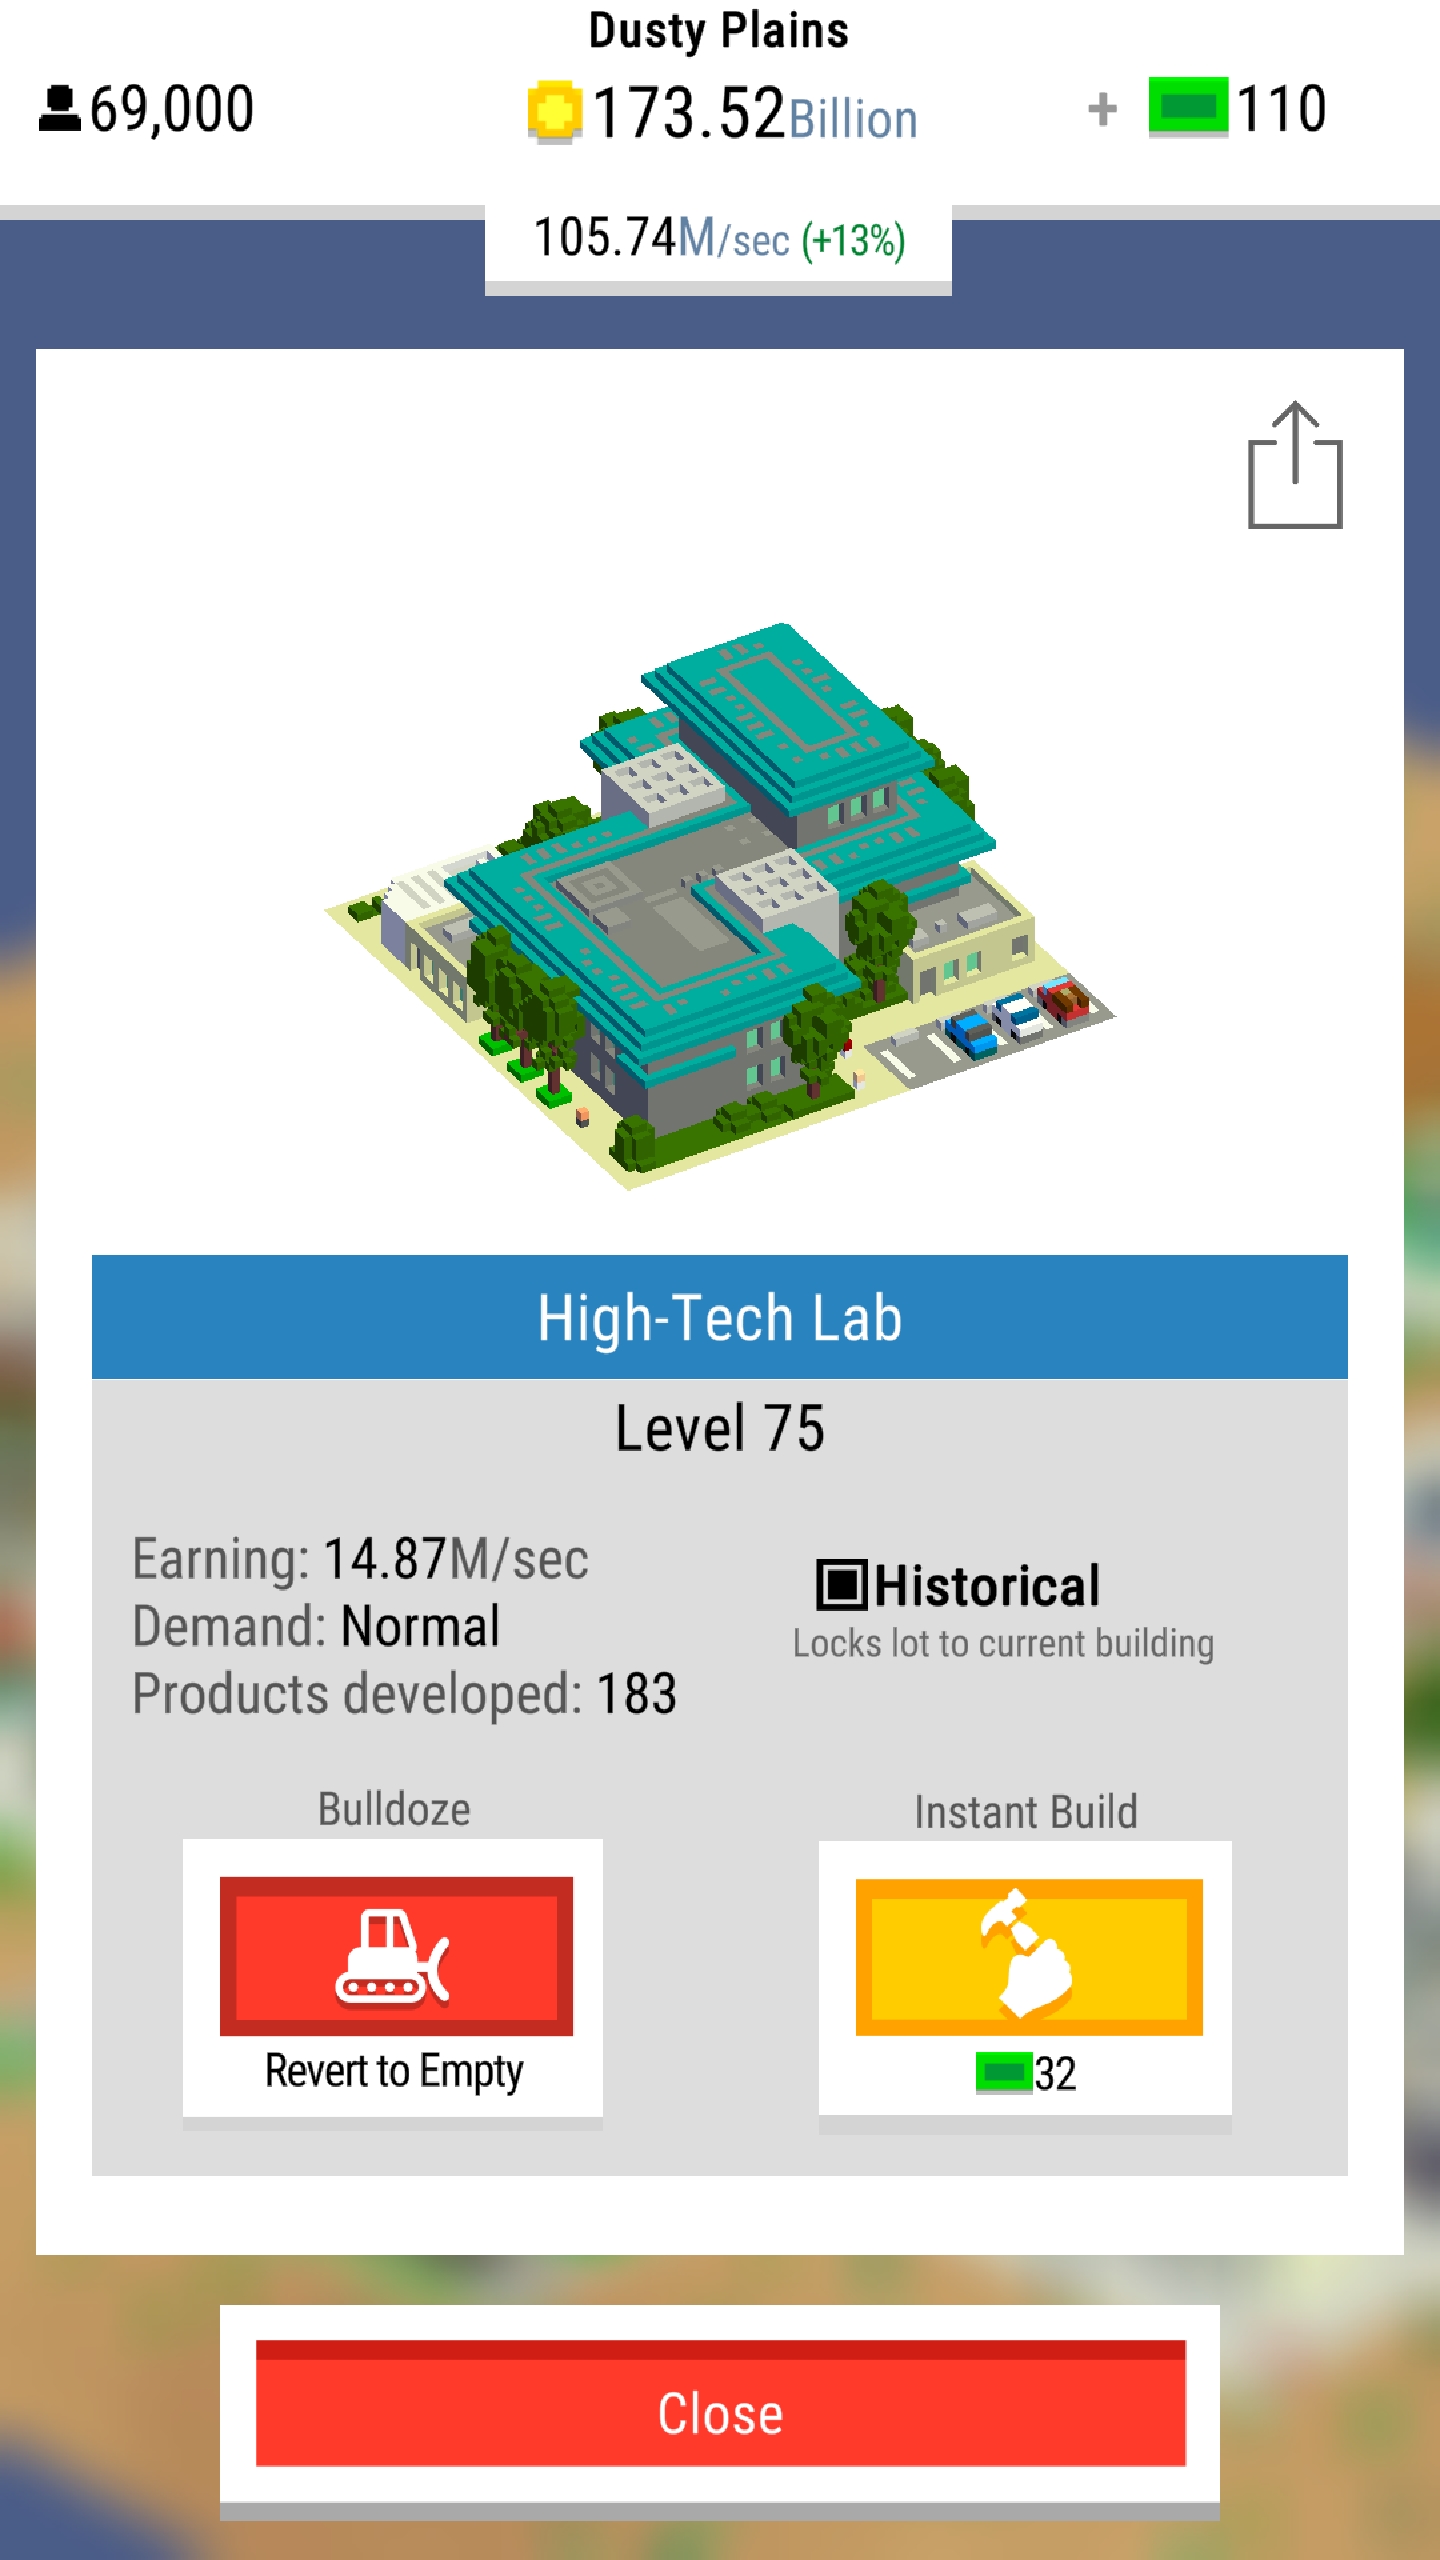 Dusty Plains
69,000
173.52Billion
+ 110
105.74M/sec (+13%)
High-Tech Lab
Level 75
Earning: 14.87M/sec
Demand: Normal
Products developed: 183
Historical
Locks lot to current building
Bulldoze
Revert to Empty
Instant Build
32
Close